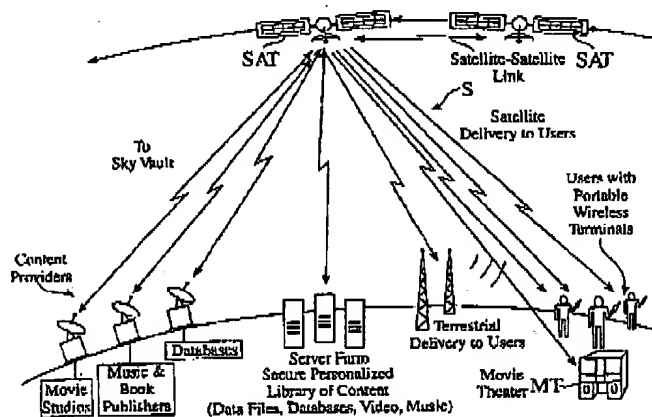 SAT
Satellite-Satellite
Link
SAT
S
Satellite
Delivery to Users
To
Sky Vault
Users with
Portable
Wireless
Terminals
Content
Providers
Movie
Studios
Music &
Book
Publishers
Databases
Server Farm
Secure Personalized
Library of Content
(Data Files, Databases, Video, Music)
Terrestrial
Delivery to Users
Movie
Theater MT